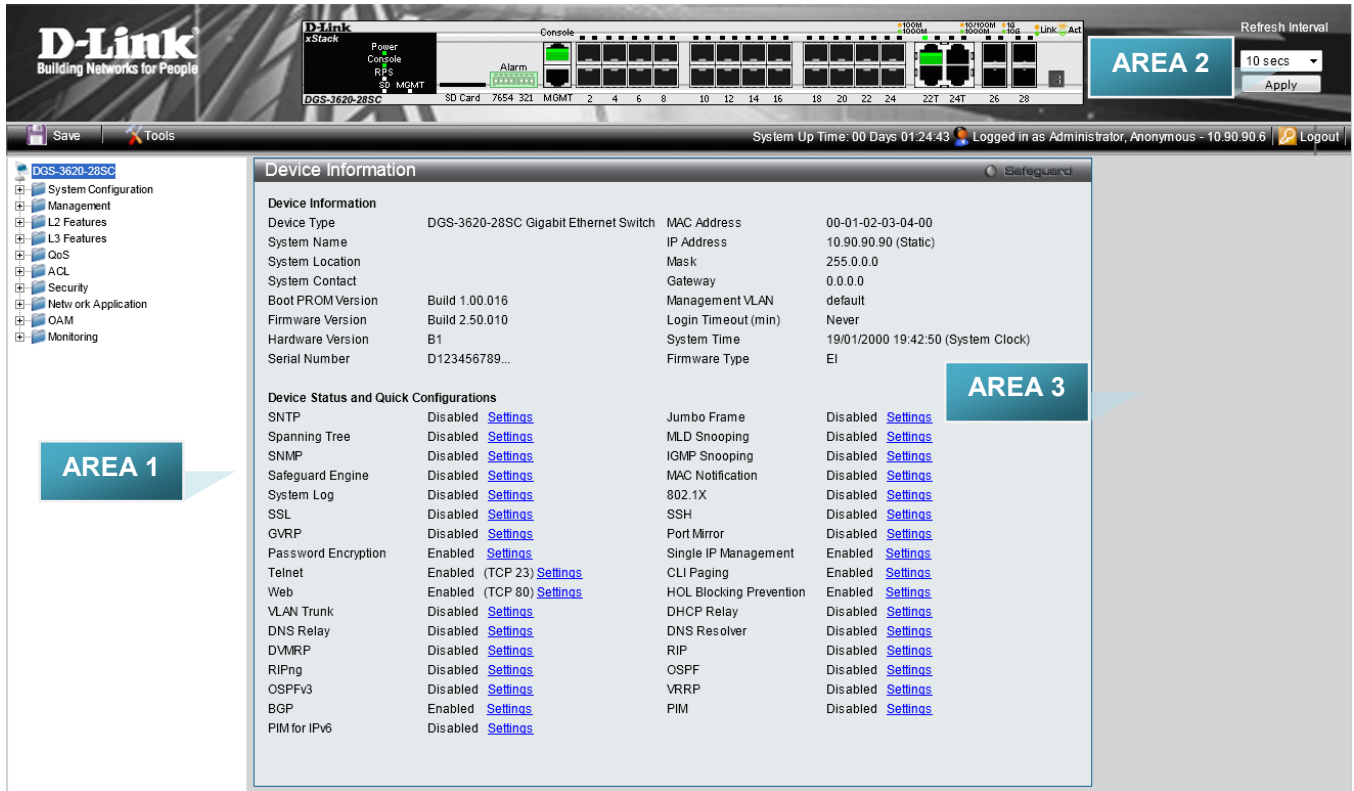 D-Link
Building Networks for People
D-Link
xStack
Power
Console
RPS
SD MGMT
DGS-3620-28SC
Console
Alarm
SD Card 7654 321 MGMT 2 4 6 8 10 12 14 16 18 20 22 24 22T 24T 26 28
100M
1000M
10/100M
1000M
1G
10G
Link Act
AREA 2
Refresh Interval
10 secs
Apply
Save
Tools
System Up Time: 00 Days 01:24:43 Logged in as Administrator, Anonymous - 10.90.90.6 Logout
DGS-3620-28SC
System Configuration
Management
L2 Features
L3 Features
QoS
ACL
Security
Network Application
OAM
Monitoring
AREA 1
Device Information
Safeguard
Device Information
Device Type DGS-3620-28SC Gigabit Ethernet Switch MAC Address 00-01-02-03-04-00
System Name IP Address 10.90.90.90 (Static)
System Location Mask 255.0.0.0
System Contact Gateway 0.0.0.0
Boot PROM Version Build 1.00.016 Management VLAN default
Firmware Version Build 2.50.010 Login Timeout (min) Never
Hardware Version B1 System Time 19/01/2000 19:42:50 (System Clock)
Serial Number D123456789... Firmware Type EI
AREA 3
Device Status and Quick Configurations
SNTP Disabled Settings Jumbo Frame Disabled Settings
Spanning Tree Disabled Settings MLD Snooping Disabled Settings
SNMP Disabled Settings IGMP Snooping Disabled Settings
Safeguard Engine Disabled Settings MAC Notification Disabled Settings
System Log Disabled Settings 802.1X Disabled Settings
SSL Disabled Settings SSH Disabled Settings
GVRP Disabled Settings Port Mirror Disabled Settings
Password Encryption Enabled Settings Single IP Management Enabled Settings
Telnet Enabled (TCP 23) Settings CLI Paging Enabled Settings
Web Enabled (TCP 80) Settings HOL Blocking Prevention Enabled Settings
VLAN Trunk Disabled Settings DHCP Relay Disabled Settings
DNS Relay Disabled Settings DNS Resolver Disabled Settings
DVMRP Disabled Settings RIP Disabled Settings
RIPng Disabled Settings OSPF Disabled Settings
OSPFv3 Disabled Settings VRRP Disabled Settings
BGP Enabled Settings PIM Disabled Settings
PIM for IPv6 Disabled Settings